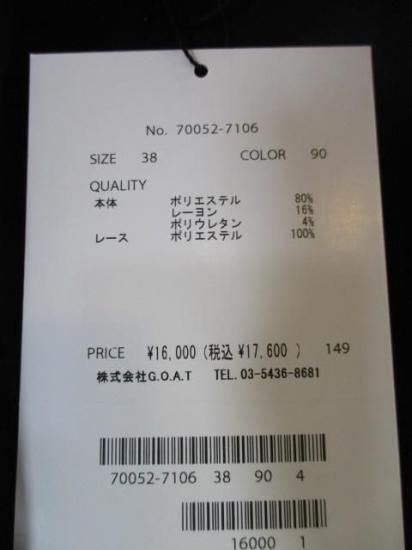 No. 70052-7106
SIZE 38 COLOR 90
QUALITY
本体 ポリエステル 80%
レーヨン 16%
ポリウレタン 4%
レース ポリエステル 100%
PRICE ¥16,000 (税込 ¥17,600 ) 149
株式会社G.O.A.T TEL. 03-5436-8681
70052-7106 38 90 4
16000 1